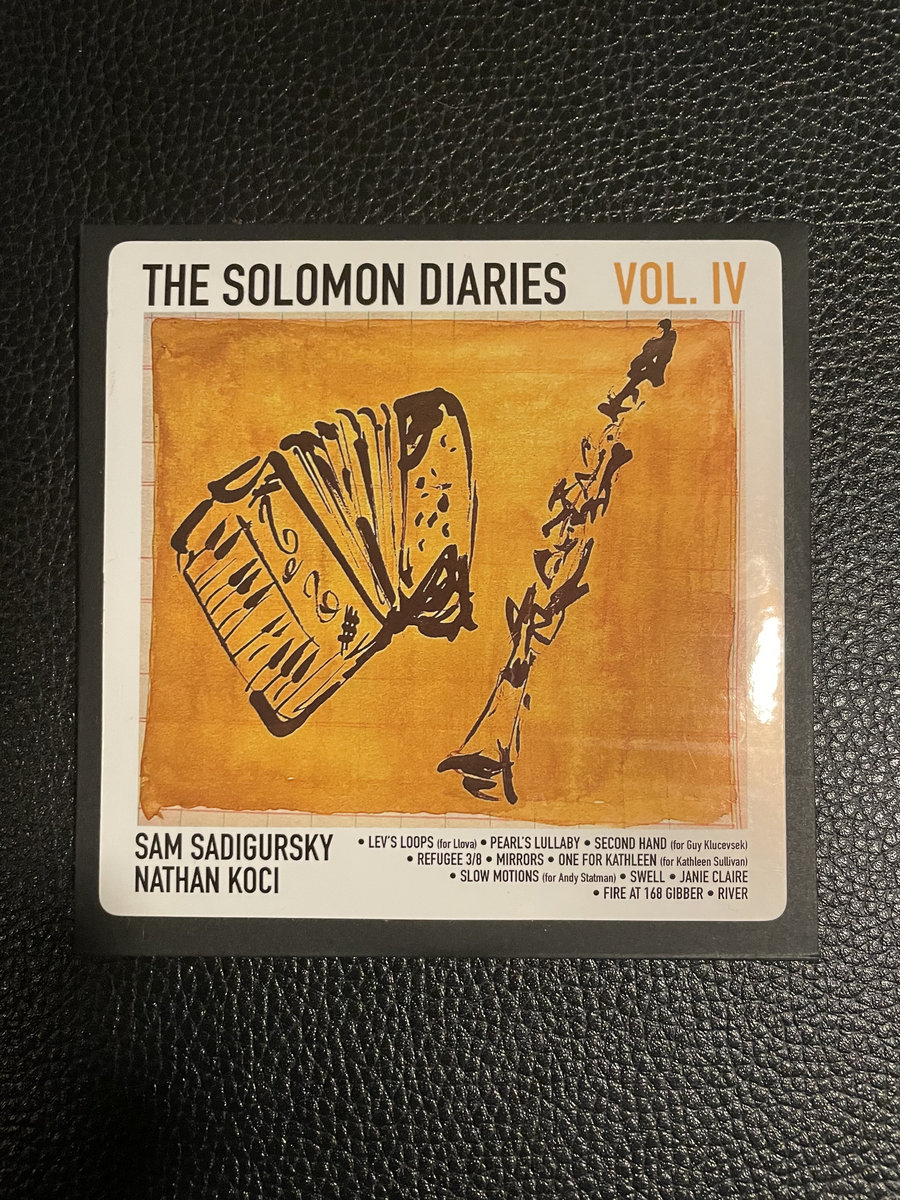 THE SOLOMON DIARIES VOL. IV
SAM SADIGURSKY
NATHAN KOCI
• LEV'S LOOPS (for Llova) • PEARL'S LULLABY • SECOND HAND (for Guy Klucevsek)
• REFUGEE 3/8 • MIRRORS • ONE FOR KATHLEEN (for Kathleen Sullivan)
• SLOW MOTIONS (for Andy Statman) • SWELL • JANIE CLAIRE
• FIRE AT 168 GIBBER • RIVER